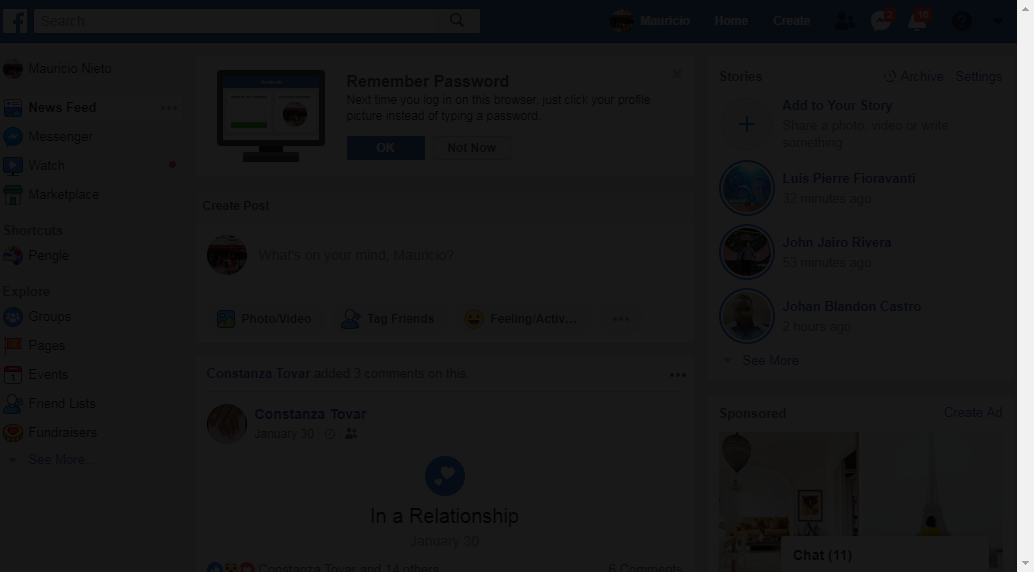 Search
Mauricio
Home
Create
2
10
Mauricio Nieto
News Feed
Messenger
Watch
Marketplace
Shortcuts
Pengle
Explore
Groups
Pages
1
Events
Friend Lists
Fundraisers
See More...
Remember Password
Next time you log in on this browser, just click your profile
picture instead of typing a password.
OK
Not Now
Create Post
What's on your mind, Mauricio?
Photo/Video
Tag Friends
Feeling/Activ...
Constanza Tovar added 3 comments on this.
Constanza Tovar
January 30
In a Relationship
January 30
Constanza Tovar and 14 others
6 Comments
Stories
Archive
Settings
Add to Your Story
Share a photo, video or write
something
Luis Pierre Fioravanti
32 minutes ago
John Jairo Rivera
53 minutes ago
Johan Blandon Castro
2 hours ago
See More
Sponsored
Create Ad
Chat (11)